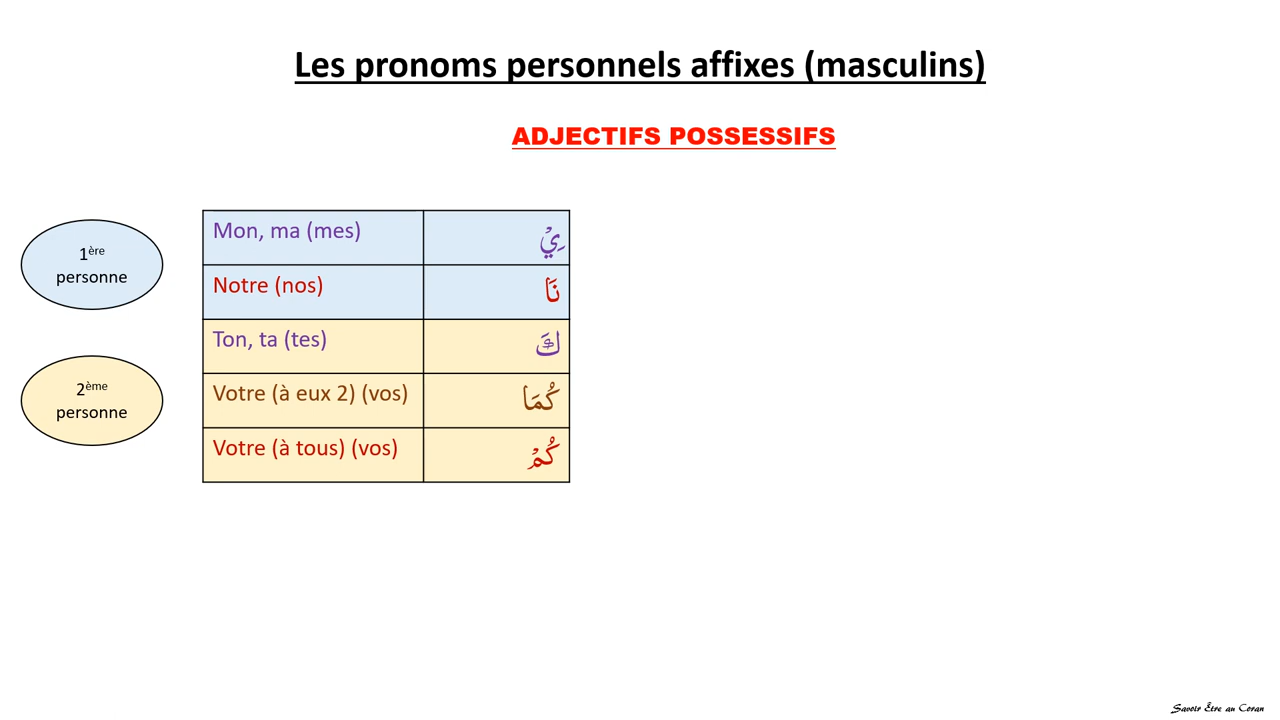 Les pronoms personnels affixes (masculins)
ADJECTIFS POSSESSIFS
1ère
personne
Mon, ma (mes) ـِيْ
Notre (nos) نَا
2ème
personne
Ton, ta (tes) كَ
Votre (à eux 2) (vos) كُمَا
Votre (à tous) (vos) كُمْ
Savoir Être au Coran